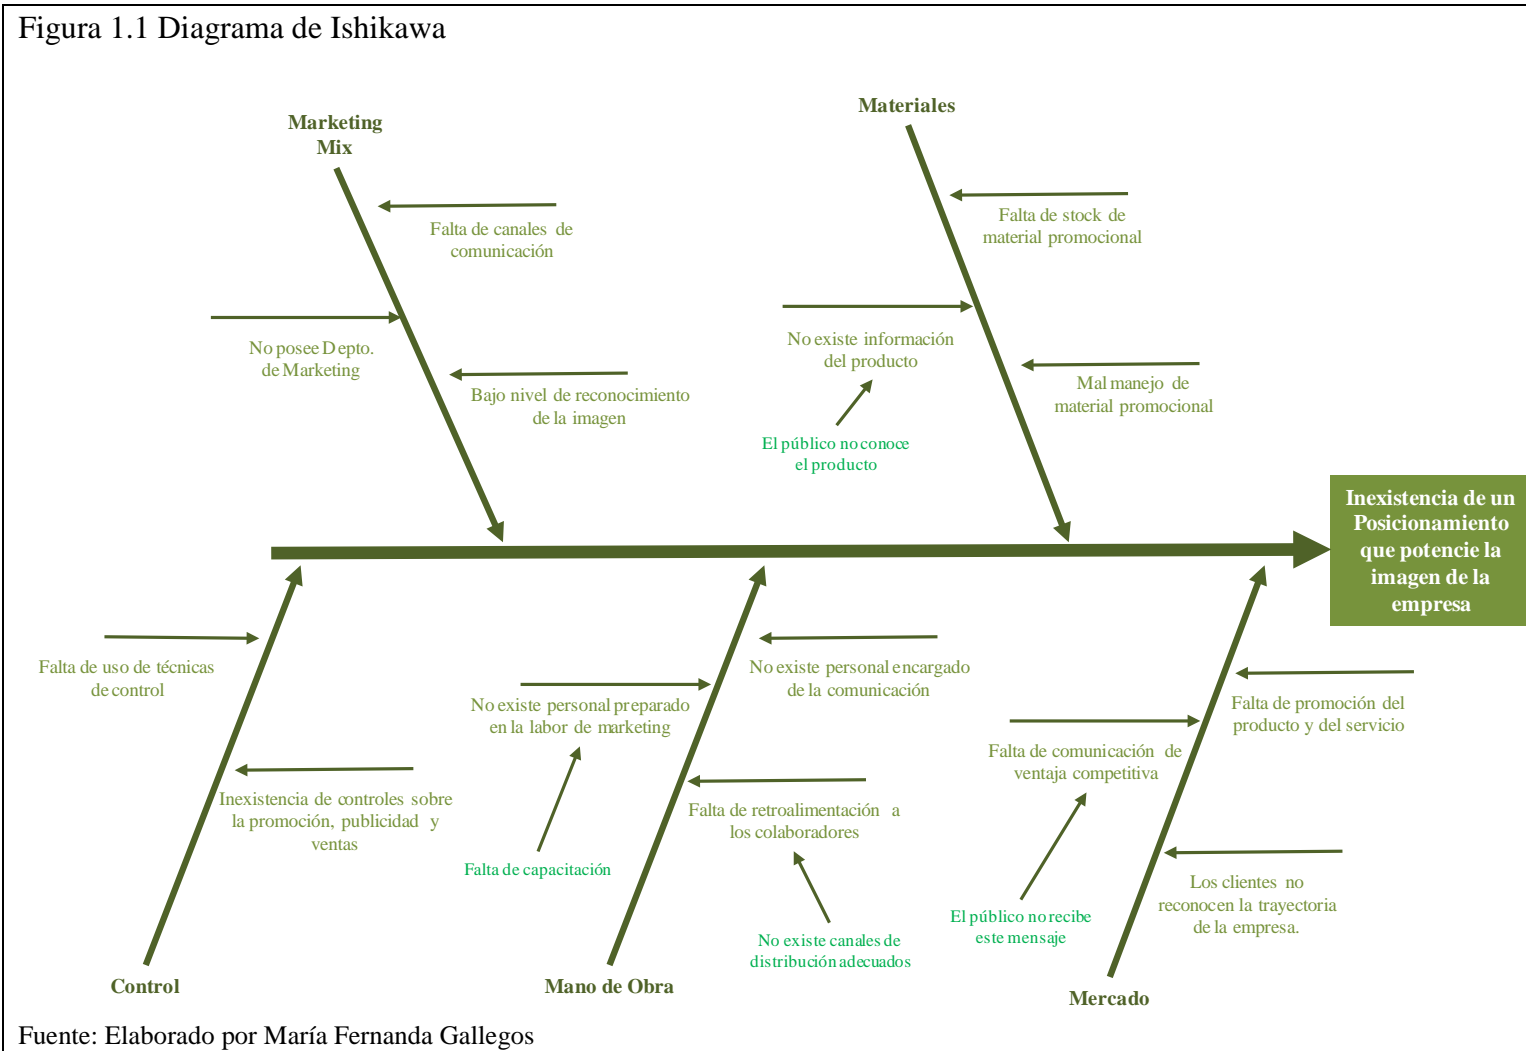 Figura 1.1 Diagrama de Ishikawa
Marketing
Mix
Falta de canales de
comunicación
No posee Depto.
de Marketing
Bajo nivel de reconocimiento
de la imagen
Materiales
Falta de stock de
material promocional
No existe información
del producto
El público no conoce
el producto
Mal manejo de
material promocional
Inexistencia de un
Posicionamiento
que potencie la
imagen de la
empresa
Falta de uso de técnicas
de control
Inexistencia de controles sobre
la promoción, publicidad y
ventas
Control
No existe personal encargado
de la comunicación
No existe personal preparado
en la labor de marketing
Falta de capacitación
Falta de retroalimentación a
los colaboradores
No existe canales de
distribución adecuados
Mano de Obra
Falta de promoción del
producto y del servicio
Falta de comunicación de
ventaja competitiva
El público no recibe
este mensaje
Los clientes no
reconocen la trayectoria
de la empresa.
Mercado
Fuente: Elaborado por María Fernanda Gallegos